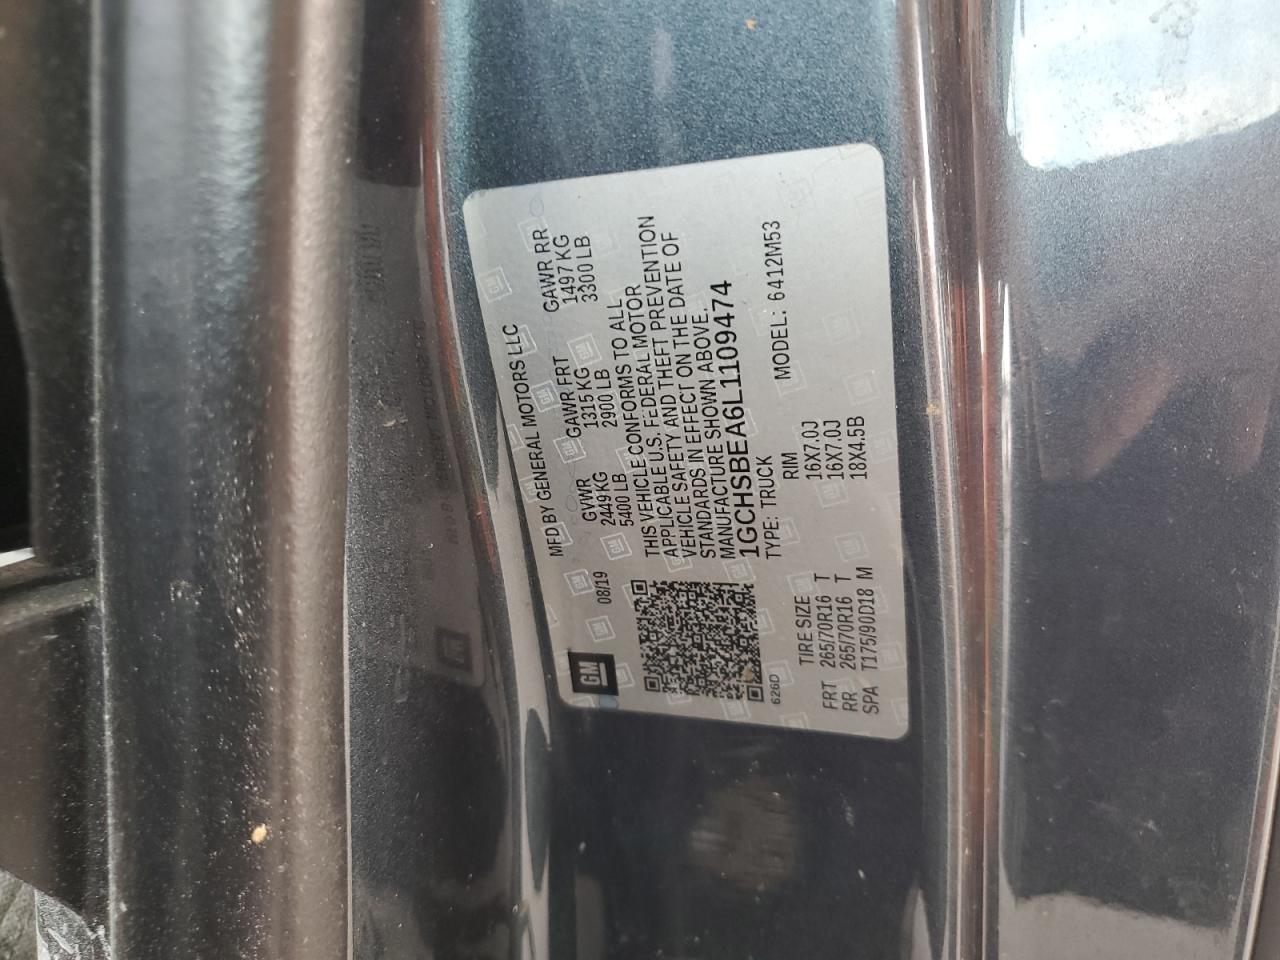 GM
08/19
MFD BY GENERAL MOTORS LLC
GVWR GAWR FRT GAWR RR
2449 KG 1315 KG 1497 KG
5400 LB 2900 LB 3300 LB
THIS VEHICLE CONFORMS TO ALL
APPLICABLE U.S. FEDERAL MOTOR
VEHICLE SAFETY AND THEFT PREVENTION
STANDARDS IN EFFECT ON THE DATE OF
MANUFACTURE SHOWN ABOVE.
1GCHSBEA6L1109474
TYPE: TRUCK MODEL: 6412M53
626D
TIRE SIZE RIM
FRT 265/70R16 T 16X7.0J
RR 265/70R16 T 16X7.0J
SPA T175/90D18 M 18X4.5B